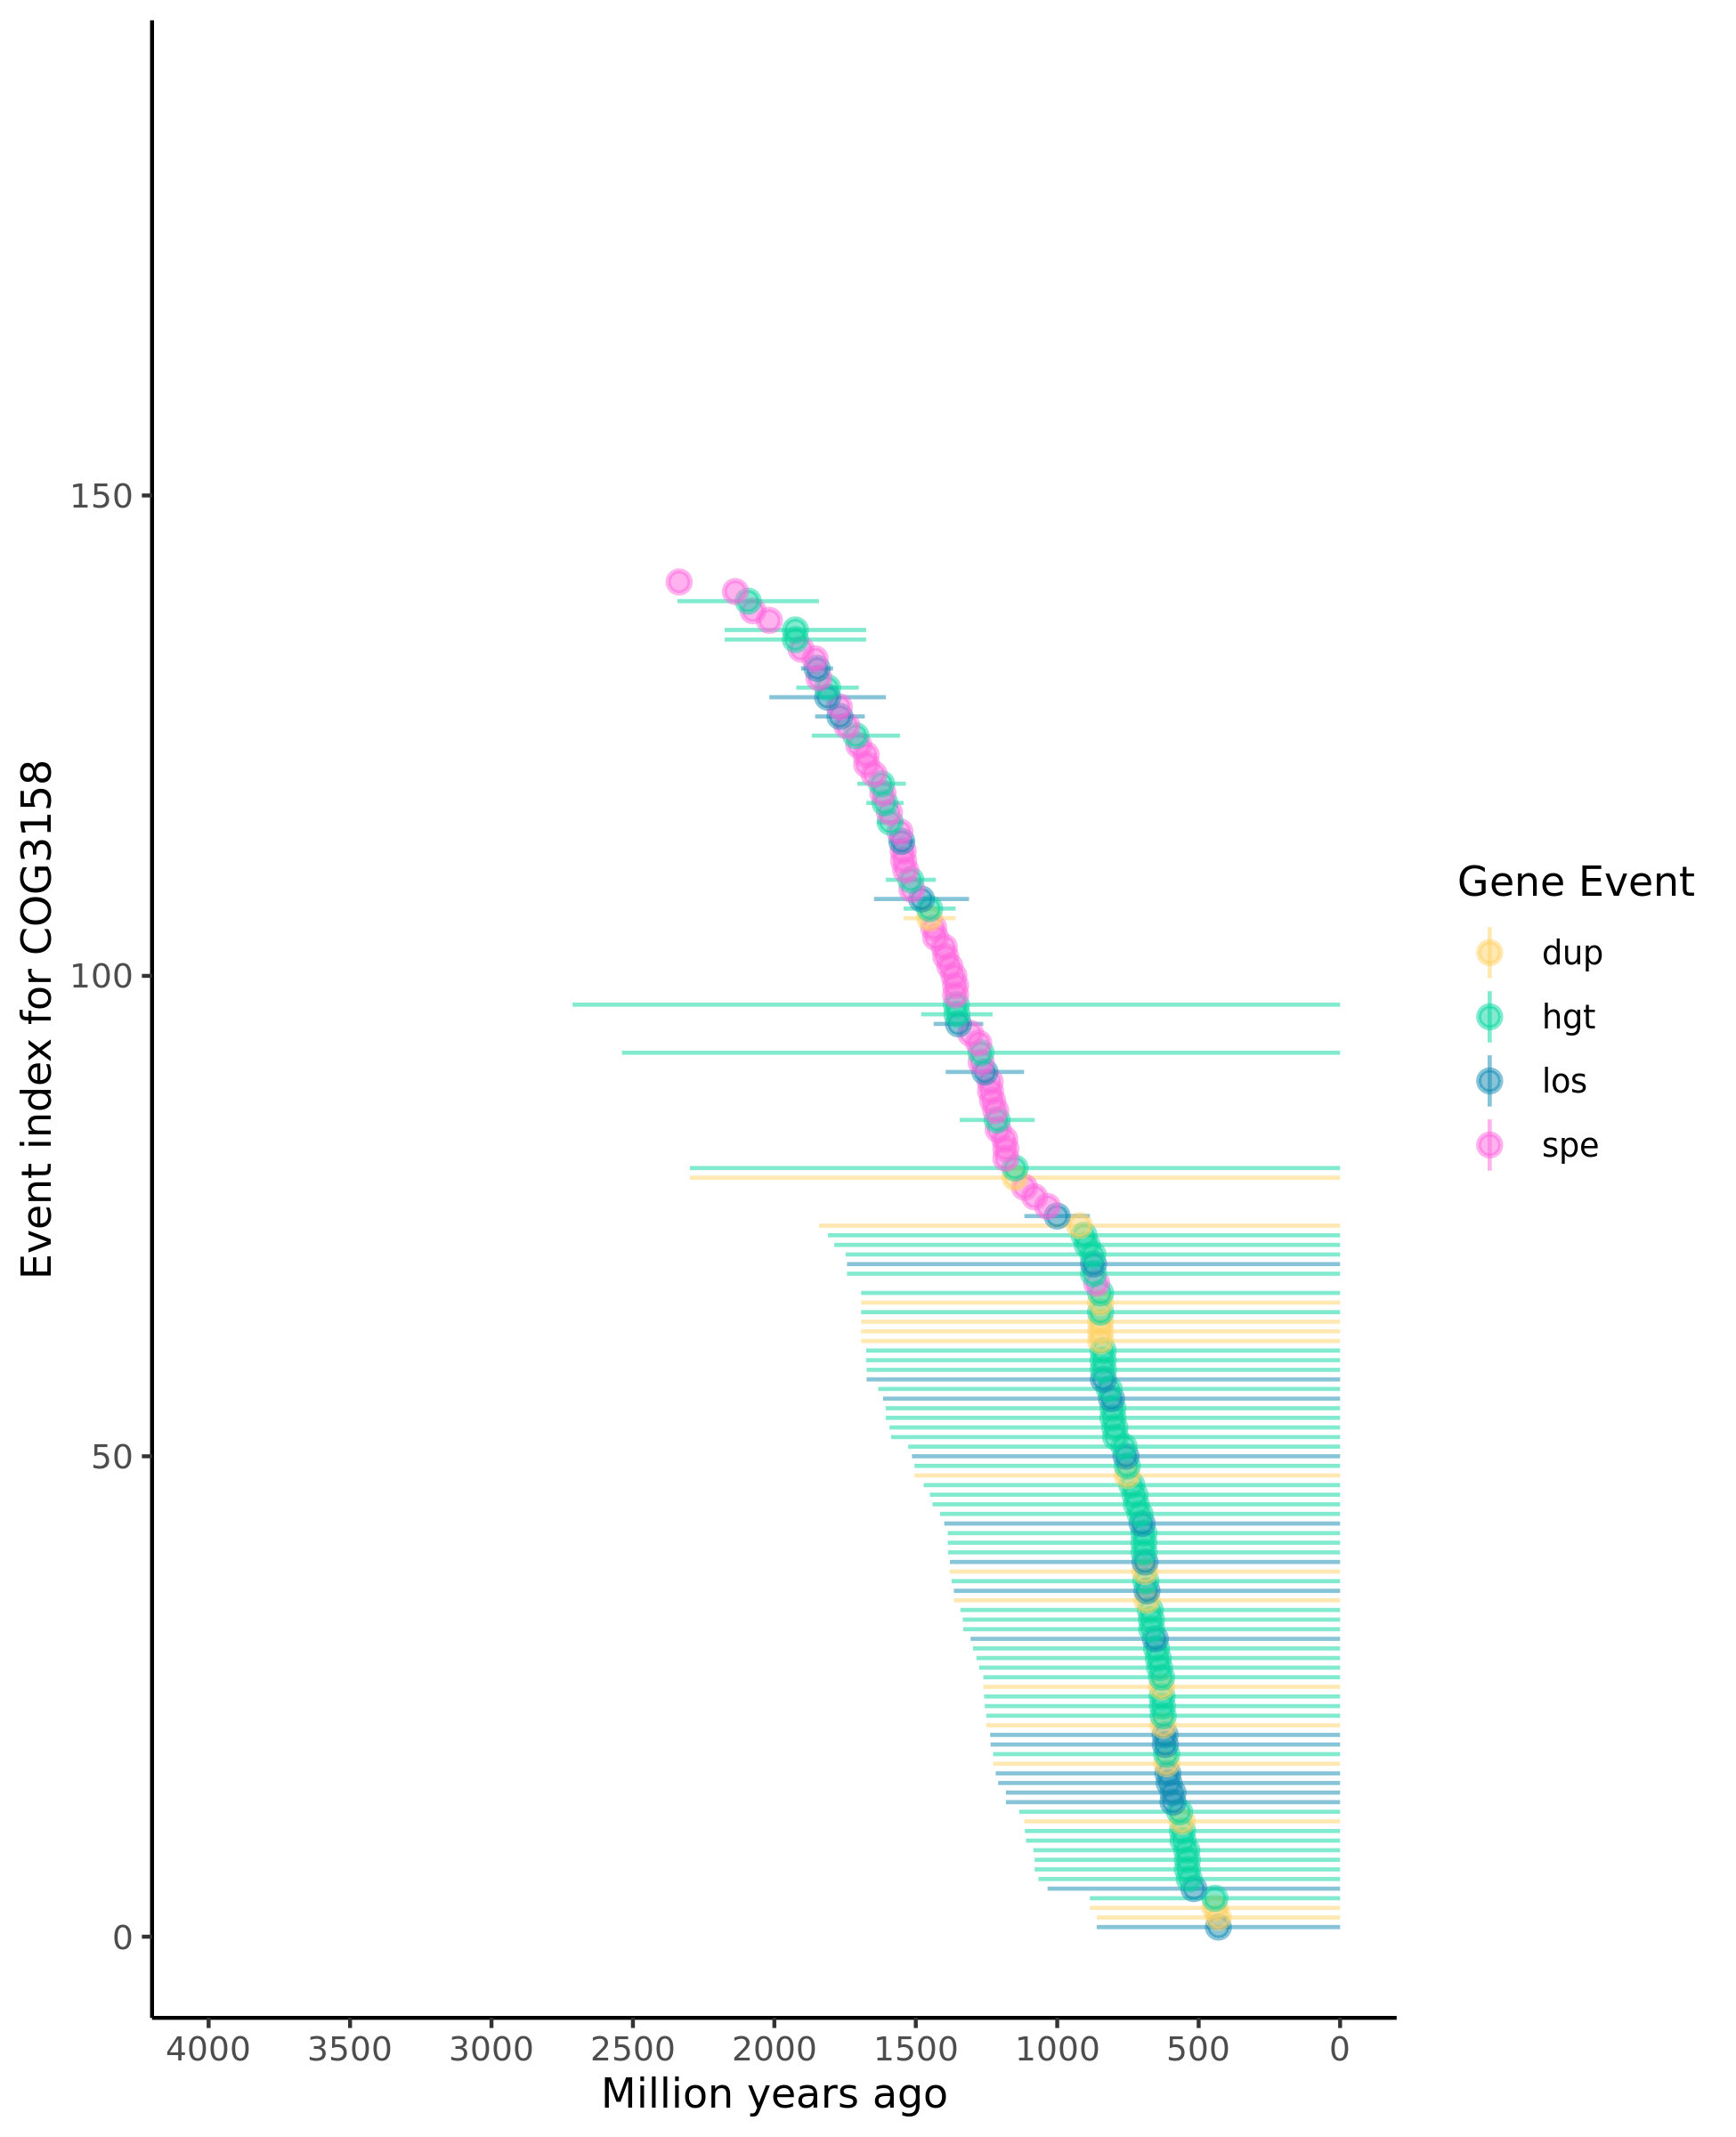 Event index for COG3158
150
100
50
0
4000 3500 3000 2500 2000 1500 1000 500 0
Million years ago
Gene Event
dup
hgt
los
spe